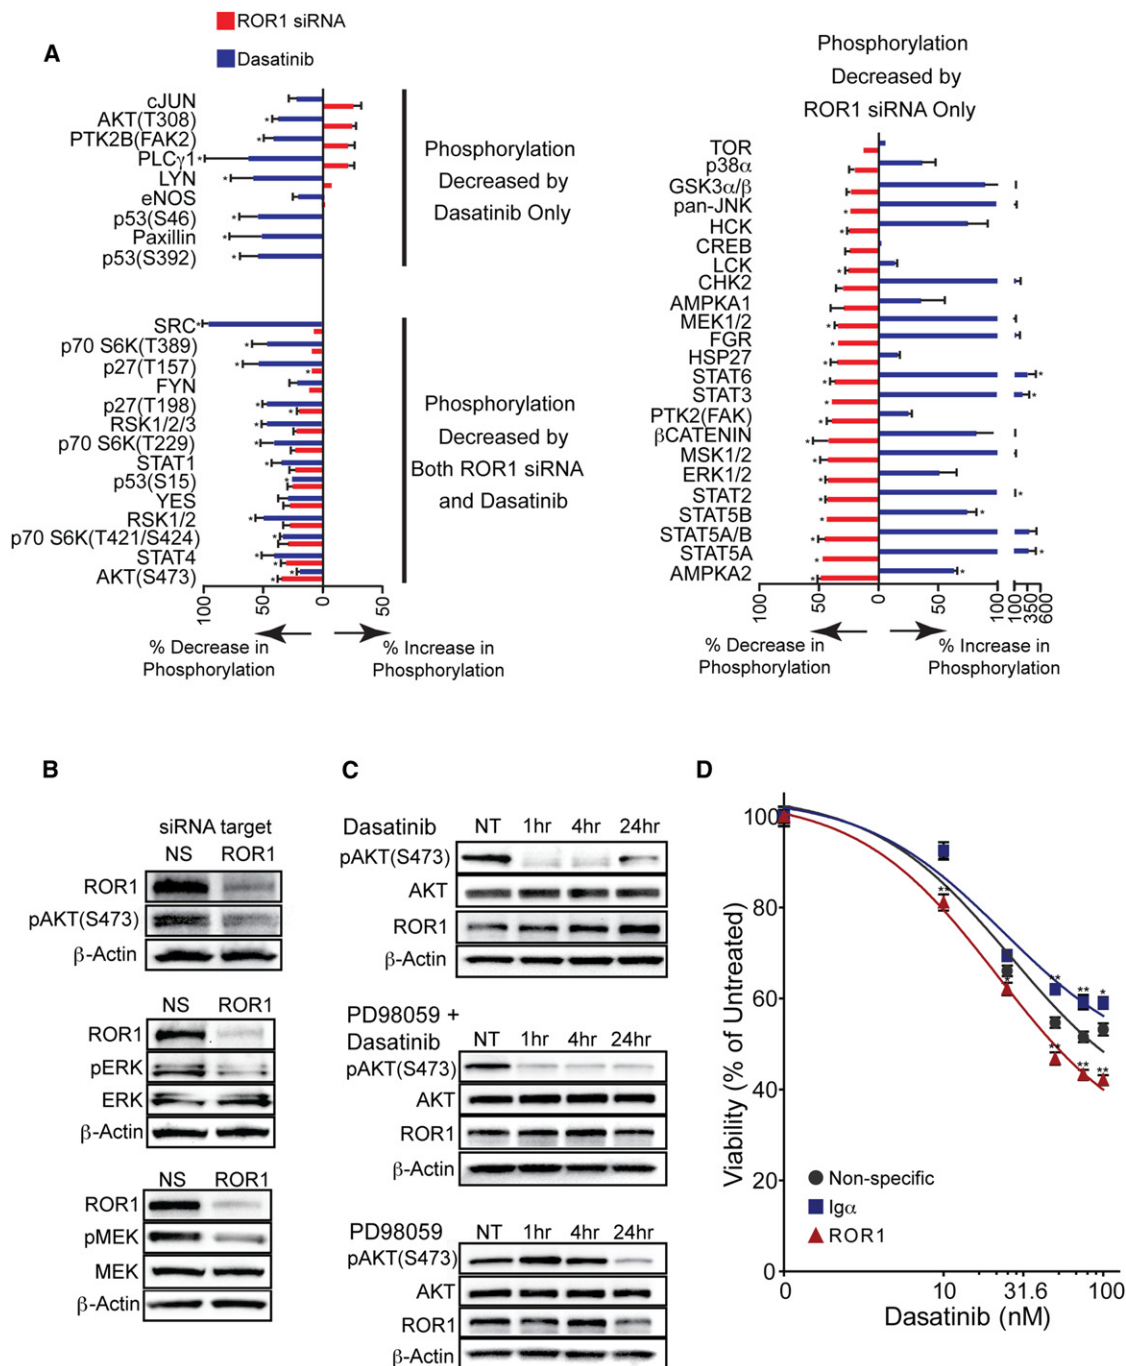 A
ROR1 siRNA
Dasatinib
cJUN
AKT(T308)
PTK2B(FAK2)
PLCγ1
LYN
eNOS
p53(S46)
Paxillin
p53(S392)
Phosphorylation
Decreased by
Dasatinib Only
SRC
p70 S6K(T389)
p27(T157)
FYN
p27(T198)
RSK1/2/3
p70 S6K(T229)
STAT1
p53(S15)
YES
RSK1/2
p70 S6K(T421/S424)
STAT4
AKT(S473)
Phosphorylation
Decreased by
Both ROR1 siRNA
and Dasatinib
100 50 0 50
% Decrease in
Phosphorylation
% Increase in
Phosphorylation
Phosphorylation
Decreased by
ROR1 siRNA Only
TOR
p38α
GSK3α/β
pan-JNK
HCK
CREB
LCK
CHK2
AMPKA1
MEK1/2
FGR
HSP27
STAT6
STAT3
PTK2(FAK)
βCATENIN
MSK1/2
ERK1/2
STAT2
STAT5B
STAT5A/B
STAT5A
AMPKA2
100 50 0 50 100 100 350 600
% Decrease in
Phosphorylation
% Increase in
Phosphorylation
B
siRNA target
NS ROR1
ROR1
pAKT(S473)
β-Actin
NS ROR1
ROR1
pERK
ERK
β-Actin
NS ROR1
ROR1
pMEK
MEK
β-Actin
C
Dasatinib NT 1hr 4hr 24hr
pAKT(S473)
AKT
ROR1
β-Actin
PD98059 +
Dasatinib NT 1hr 4hr 24hr
pAKT(S473)
AKT
ROR1
β-Actin
PD98059 NT 1hr 4hr 24hr
pAKT(S473)
AKT
ROR1
β-Actin
D
Viability (% of Untreated)
100
80
60
40
20
0
Non-specific
Igα
ROR1
0 10 31.6 100
Dasatinib (nM)